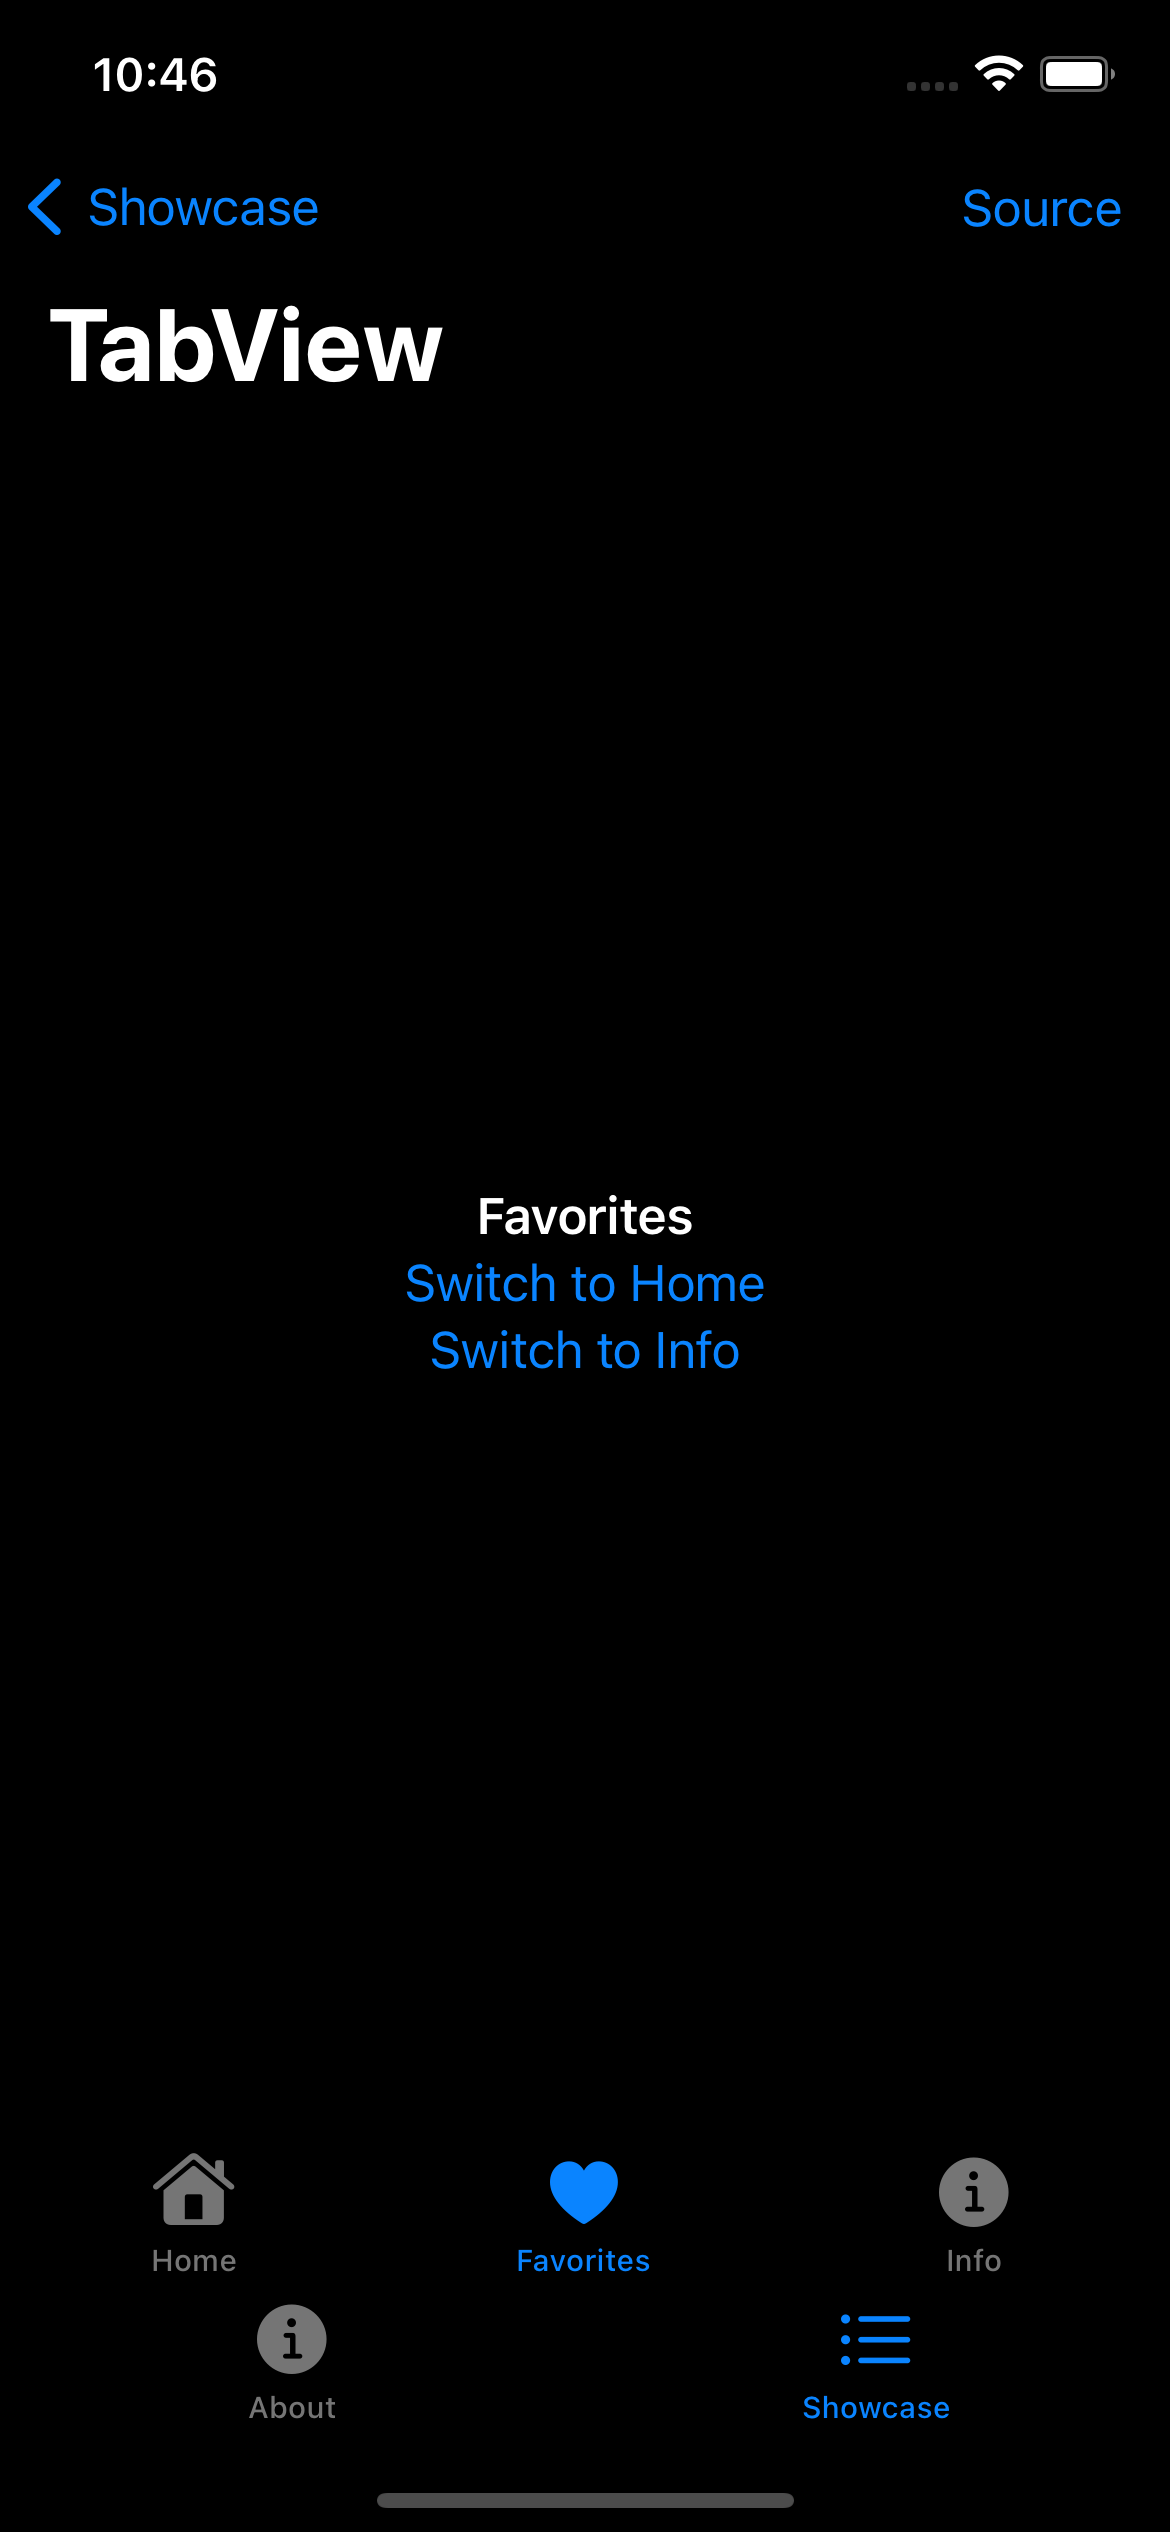 10:46
Showcase Source
TabView
Favorites
Switch to Home
Switch to Info
Home Favorites Info
About Showcase